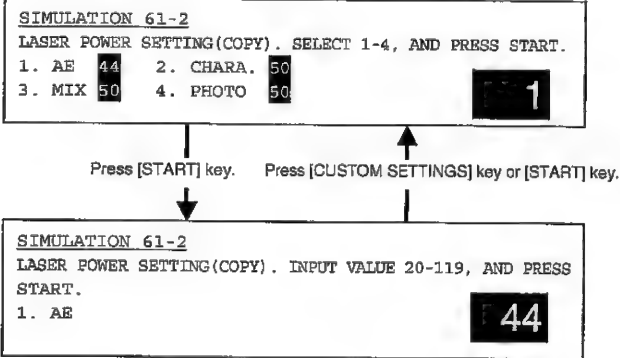 SIMULATION 61-2
LASER POWER SETTING(COPY). SELECT 1-4, AND PRESS START.
1. AE 44 2. CHARA. 50
3. MIX 50 4. PHOTO 50
1
Press [START] key. Press [CUSTOM SETTINGS] key or [START] key.
SIMULATION 61-2
LASER POWER SETTING(COPY). INPUT VALUE 20-119, AND PRESS
START.
1. AE
44